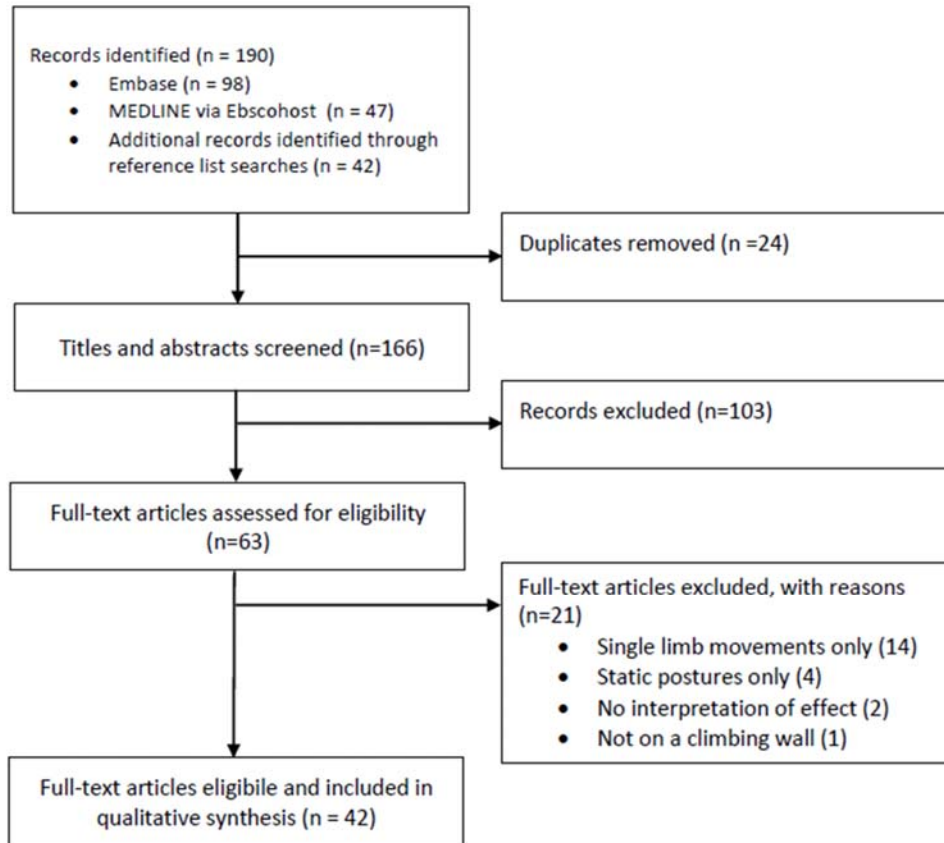 Records identified (n = 190)
• Embase (n = 98)
• MEDLINE via Ebscohost (n = 47)
• Additional records identified through
reference list searches (n = 42)
Duplicates removed (n =24)
Titles and abstracts screened (n=166)
Records excluded (n=103)
Full-text articles assessed for eligibility
(n=63)
Full-text articles excluded, with reasons
(n=21)
• Single limb movements only (14)
• Static postures only (4)
• No interpretation of effect (2)
• Not on a climbing wall (1)
Full-text articles eligibile and included in
qualitative synthesis (n = 42)